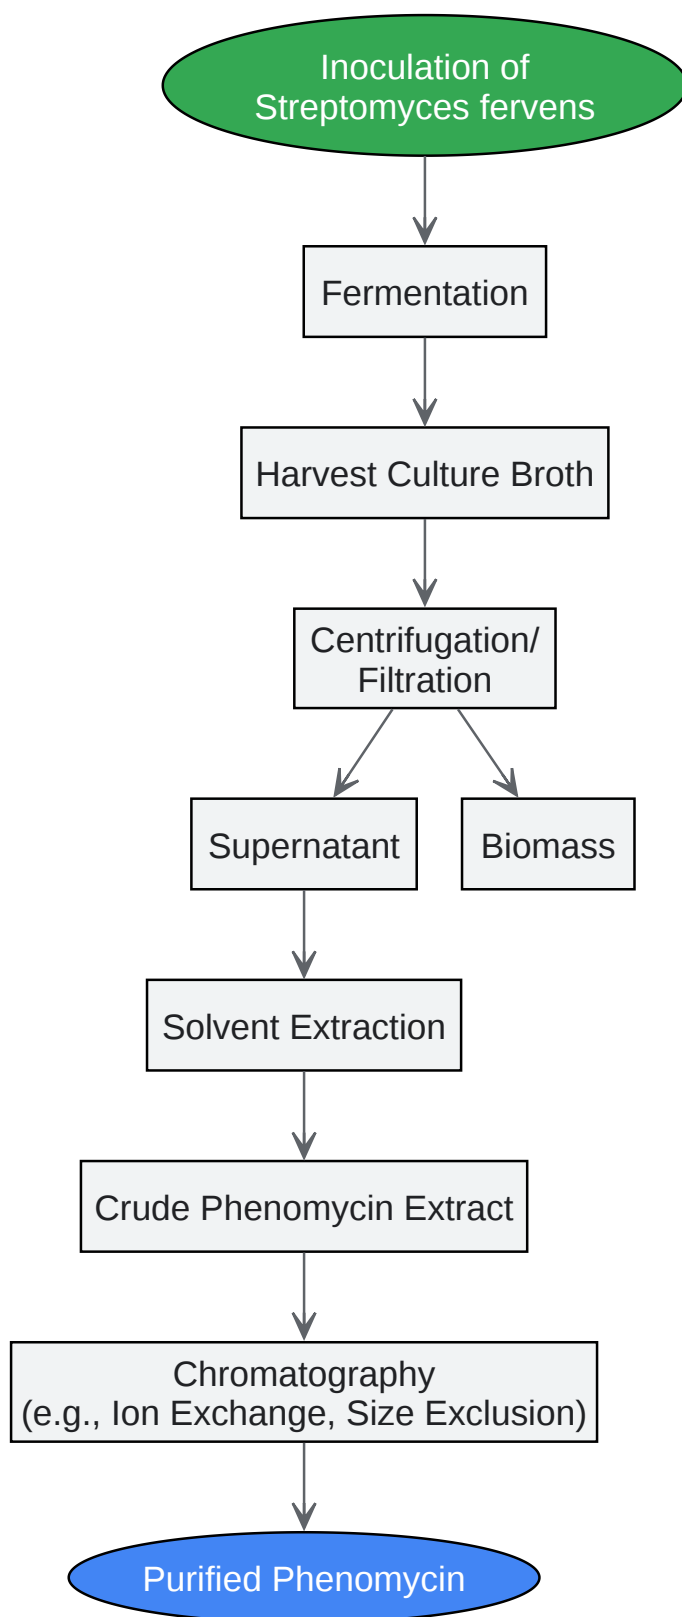 Inoculation of
Streptomyces fervens
Fermentation
Harvest Culture Broth
Centrifugation/
Filtration
Supernatant
Biomass
Solvent Extraction
Crude Phenomycin Extract
Chromatography
(e.g., Ion Exchange, Size Exclusion)
Purified Phenomycin